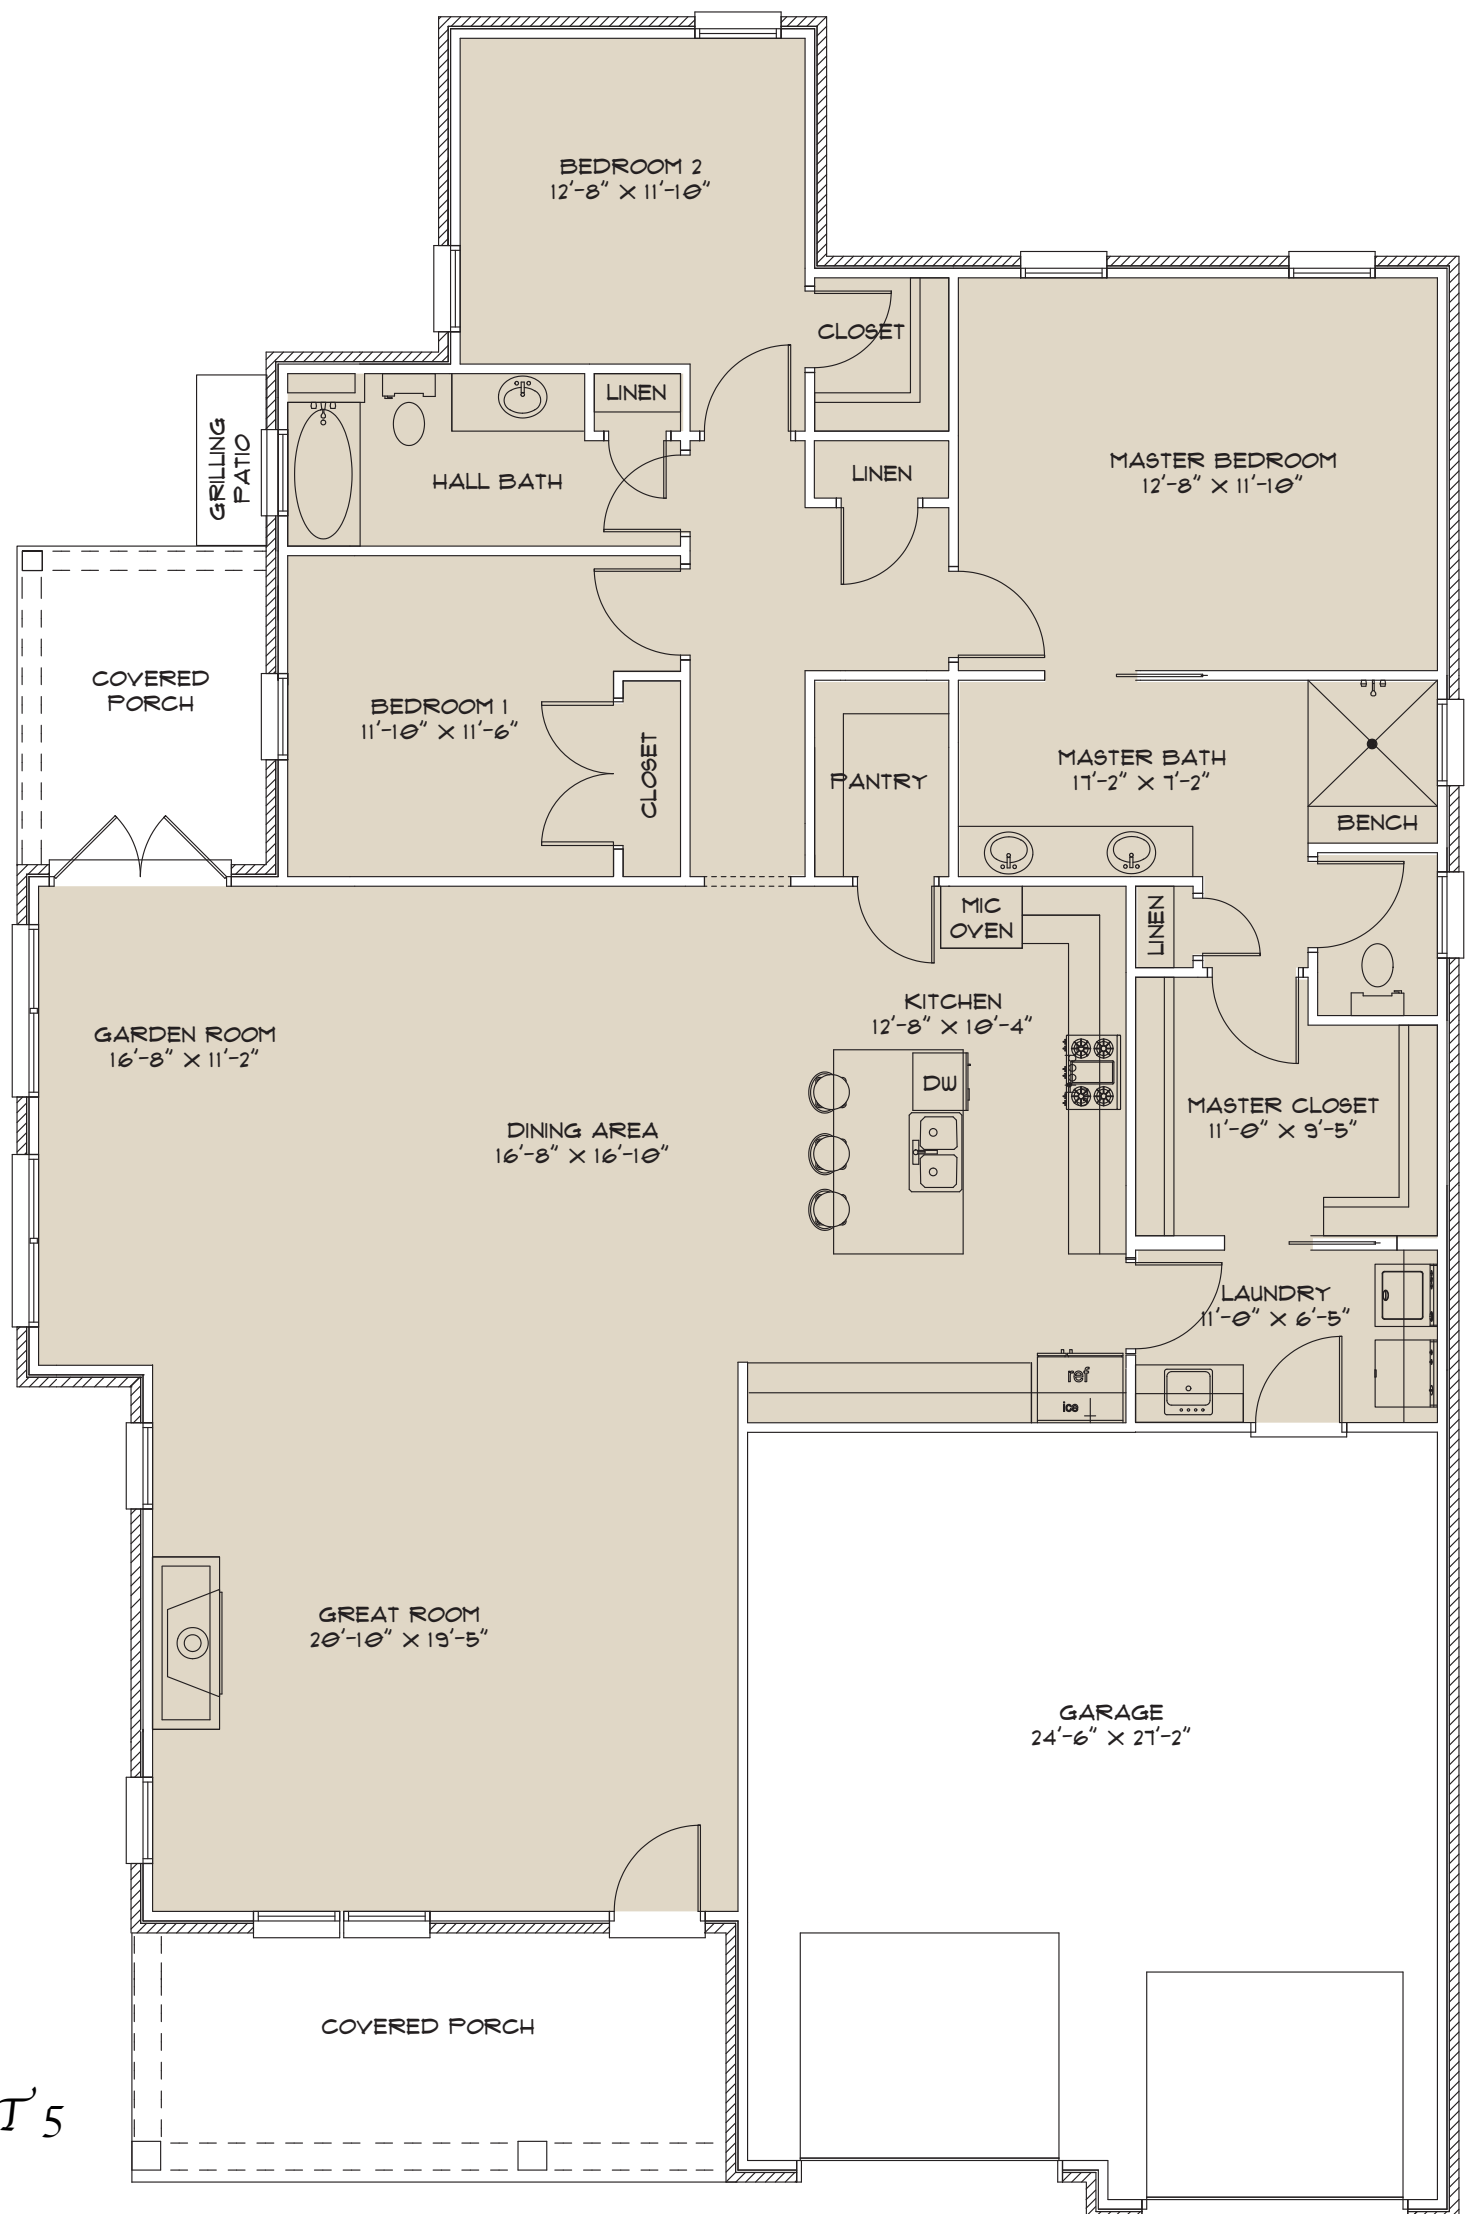 BEDROOM 2
12'-8" X 11'-10"
CLOSET
LINEN
GRILLING
PATIO
HALL BATH
LINEN
MASTER BEDROOM
12'-8" X 11'-10"
COVERED
PORCH
BEDROOM 1
11'-10" X 11'-6"
CLOSET
PANTRY
MASTER BATH
17'-2" X 7'-2"
BENCH
MIC
OVEN
LINEN
KITCHEN
12'-8" X 10'-4"
GARDEN ROOM
16'-8" X 11'-2"
DW
DINING AREA
16'-8" X 16'-10"
MASTER CLOSET
11'-0" X 9'-5"
LAUNDRY
11'-0" X 6'-5"
ref
ice
GREAT ROOM
20'-10" X 19'-5"
GARAGE
24'-6" X 27'-2"
COVERED PORCH
T 5